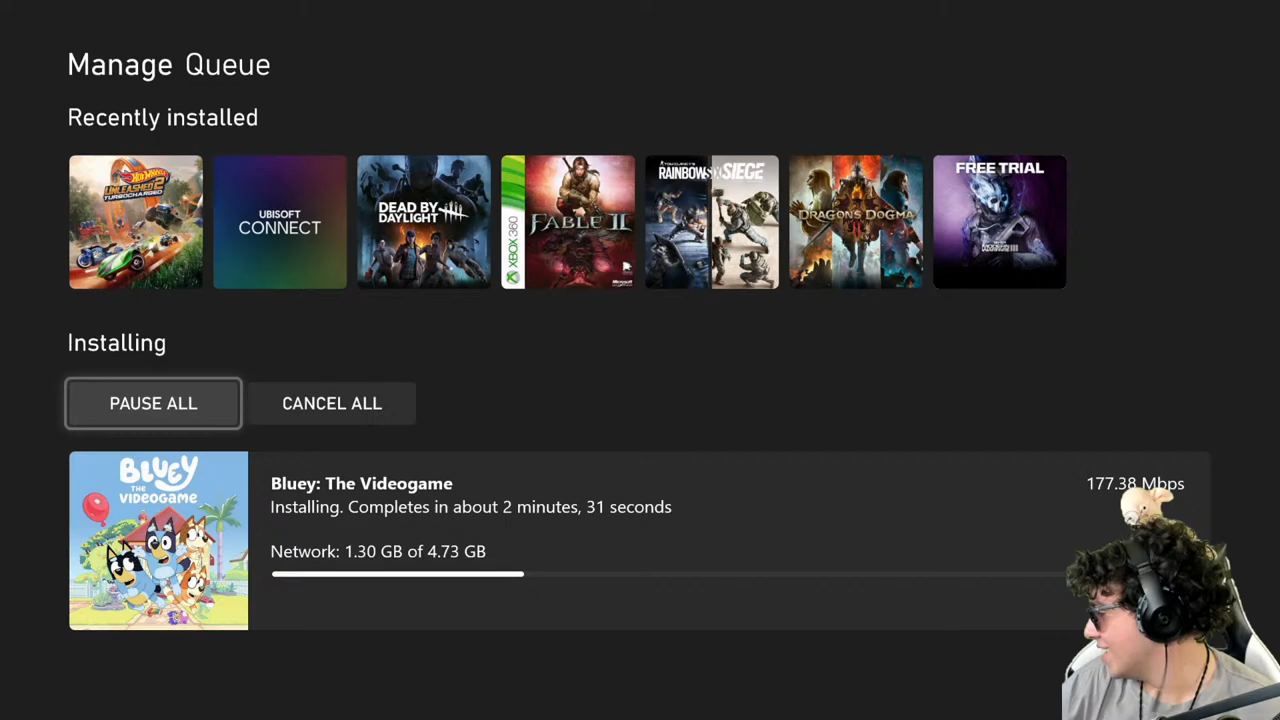 Manage Queue
Recently installed
HOT WHEELS
UNLEASHED 2
TURBOCHARGED
UBISOFT
CONNECT
DEAD BY
DAYLIGHT
XBOX 360
FABLE II
Microsoft
RAINBOW SIX SIEGE
DRAGON'S DOGMA
II
FREE TRIAL
Installing
PAUSE ALL
CANCEL ALL
BLUEY
THE
VIDEOGAME
Bluey: The Videogame
177.38 Mbps
Installing. Completes in about 2 minutes, 31 seconds
Network: 1.30 GB of 4.73 GB